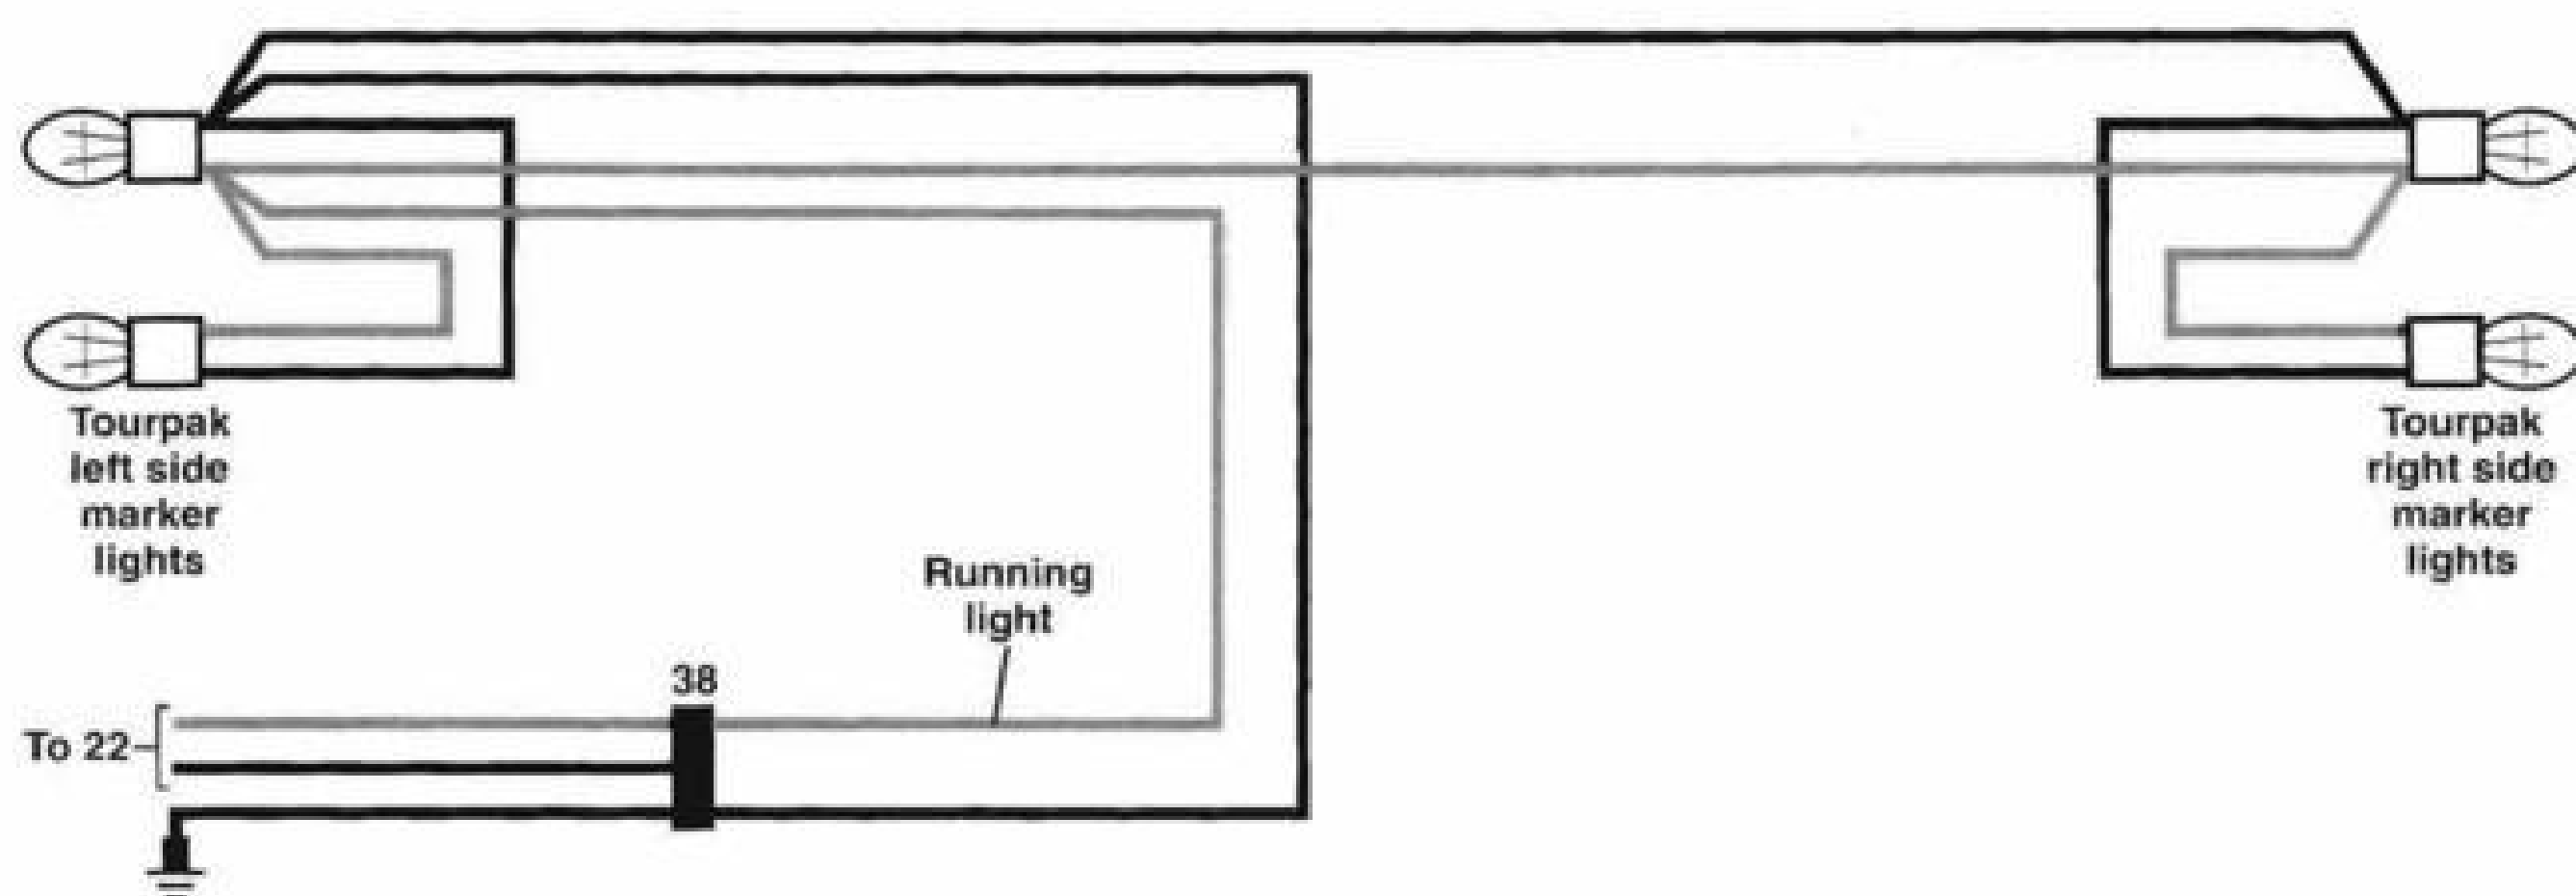 Tourpak
left side
marker
lights
Tourpak
right side
marker
lights
Running
light
38
To 22